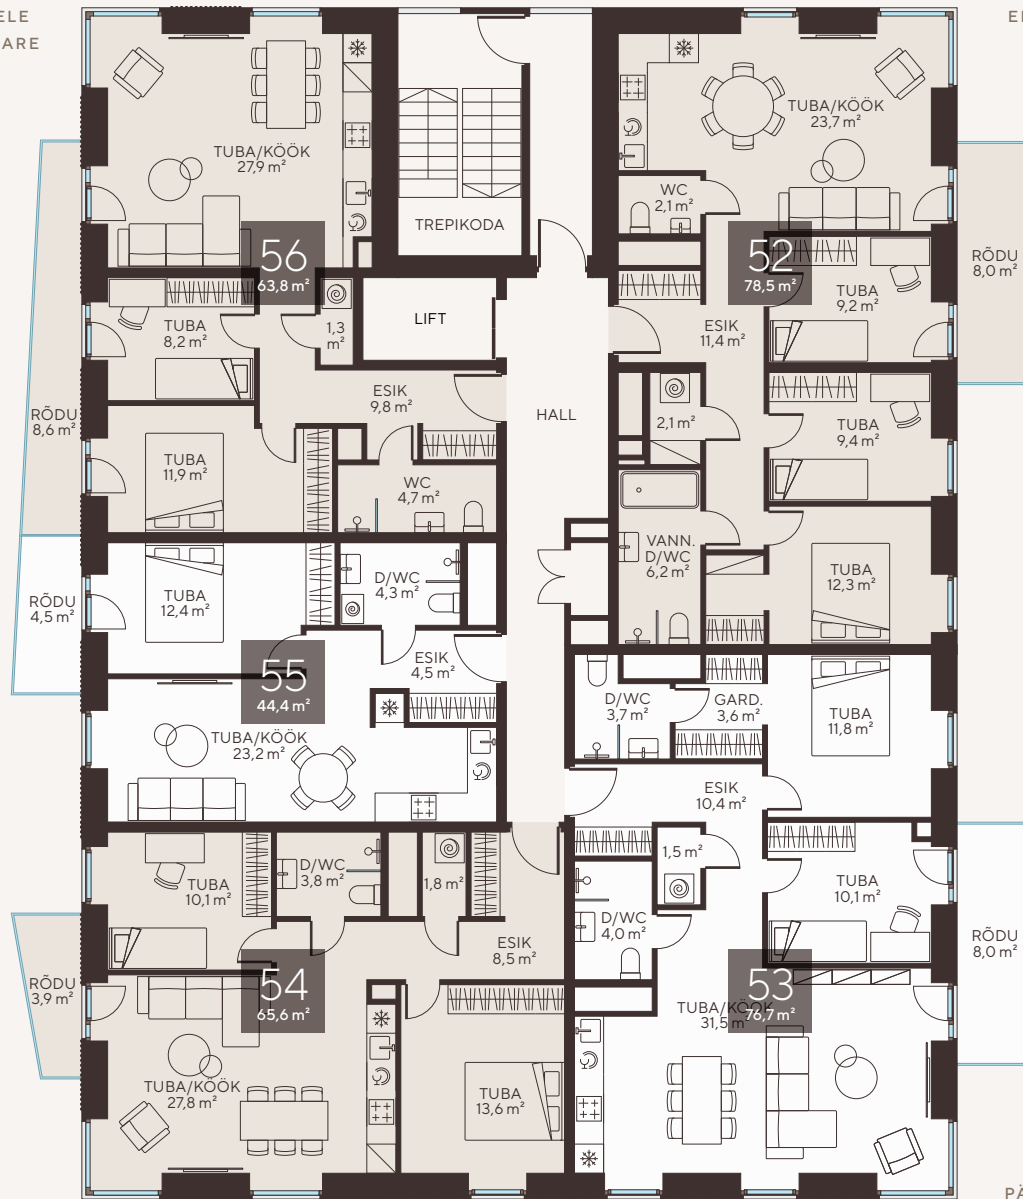 ELE
ARE
TUBA/KÖÖK
27,9 m²
TREPIKODA
56
63,8 m²
TUBA
8,2 m²
1,3
m²
LIFT
ESIK
9,8 m²
RÕDU
8,6 m²
TUBA
11,9 m²
WC
4,7 m²
HALL
TUBA/KÖÖK
23,7 m²
WC
2,1 m²
52
78,5 m²
RÕDU
8,0 m²
TUBA
9,2 m²
ESIK
11,4 m²
2,1 m²
TUBA
9,4 m²
VANN.
D/WC
6,2 m²
TUBA
12,3 m²
RÕDU
4,5 m²
TUBA
12,4 m²
D/WC
4,3 m²
ESIK
4,5 m²
55
44,4 m²
TUBA/KÖÖK
23,2 m²
D/WC
3,7 m²
GARD.
3,6 m²
TUBA
11,8 m²
ESIK
10,4 m²
1,5 m²
TUBA
10,1 m²
D/WC
4,0 m²
RÕDU
8,0 m²
53
76,7 m²
TUBA/KÖÖK
31,5 m²
TUBA
10,1 m²
D/WC
3,8 m²
1,8 m²
ESIK
8,5 m²
RÕDU
3,9 m²
54
65,6 m²
TUBA/KÖÖK
27,8 m²
TUBA
13,6 m²